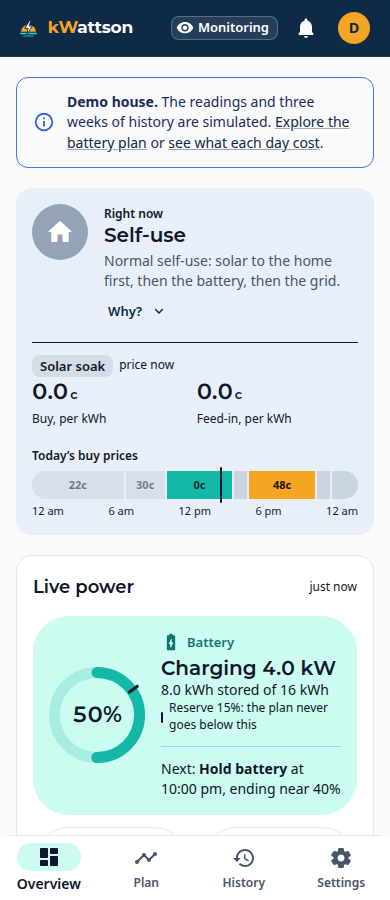 kWattson
Monitoring
D
Demo house. The readings and three
weeks of history are simulated. Explore the
battery plan or see what each day cost.
Right now
Self-use
Normal self-use: solar to the home
first, then the battery, then the grid.
Why?
Solar soak price now
0.0 c 0.0 c
Buy, per kWh Feed-in, per kWh
Today's buy prices
22c 30c 0c 48c
12 am 6 am 12 pm 6 pm 12 am
Live power just now
Battery
Charging 4.0 kW
8.0 kWh stored of 16 kWh
Reserve 15%: the plan never
goes below this
50%
Next: Hold battery at
10:00 pm, ending near 40%
Overview Plan History Settings